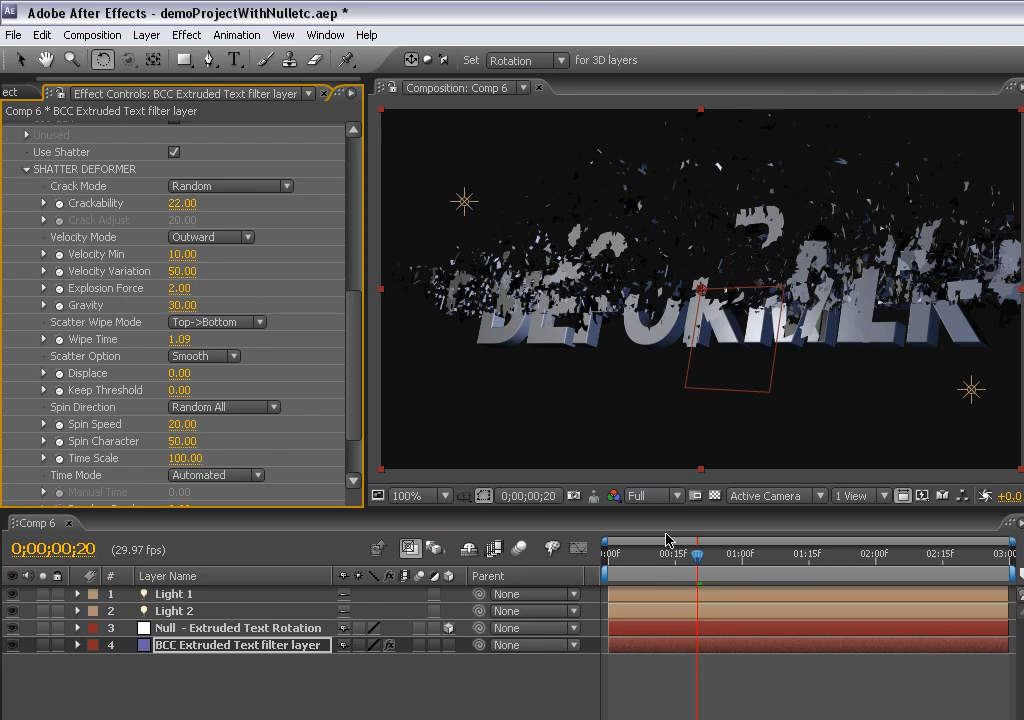 AE Adobe After Effects - demoProjectWithNulletc.aep *
File Edit Composition Layer Effect Animation View Window Help
T Set Rotation for 3D layers
ect Effect Controls: BCC Extruded Text filter layer
Composition: Comp 6
Comp 6 * BCC Extruded Text filter layer
Unused
Use Shatter
SHATTER DEFORMER
Crack Mode Random
Crackability 22.00
Crack Adjust 20.00
Velocity Mode Outward
Velocity Min 10.00
Velocity Variation 50.00
Explosion Force 2.00
Gravity 30.00
Scatter Wipe Mode Top->Bottom
Wipe Time 1.09
Scatter Option Smooth
Displace 0.00
Keep Threshold 0.00
Spin Direction Random All
Spin Speed 20.00
Spin Character 50.00
Time Scale 100.00
Time Mode Automated
Manual Time 0.00
DEFORMER
100% 0;00;00;20 Full Active Camera 1 View +0.0
Comp 6
0;00;00;20 (29.97 fps)
:00f 00:15f 01:00f 01:15f 02:00f 02:15f 03:00
# Layer Name Parent
1 Light 1 None
2 Light 2 None
3 Null - Extruded Text Rotation None
4 BCC Extruded Text filter layer None